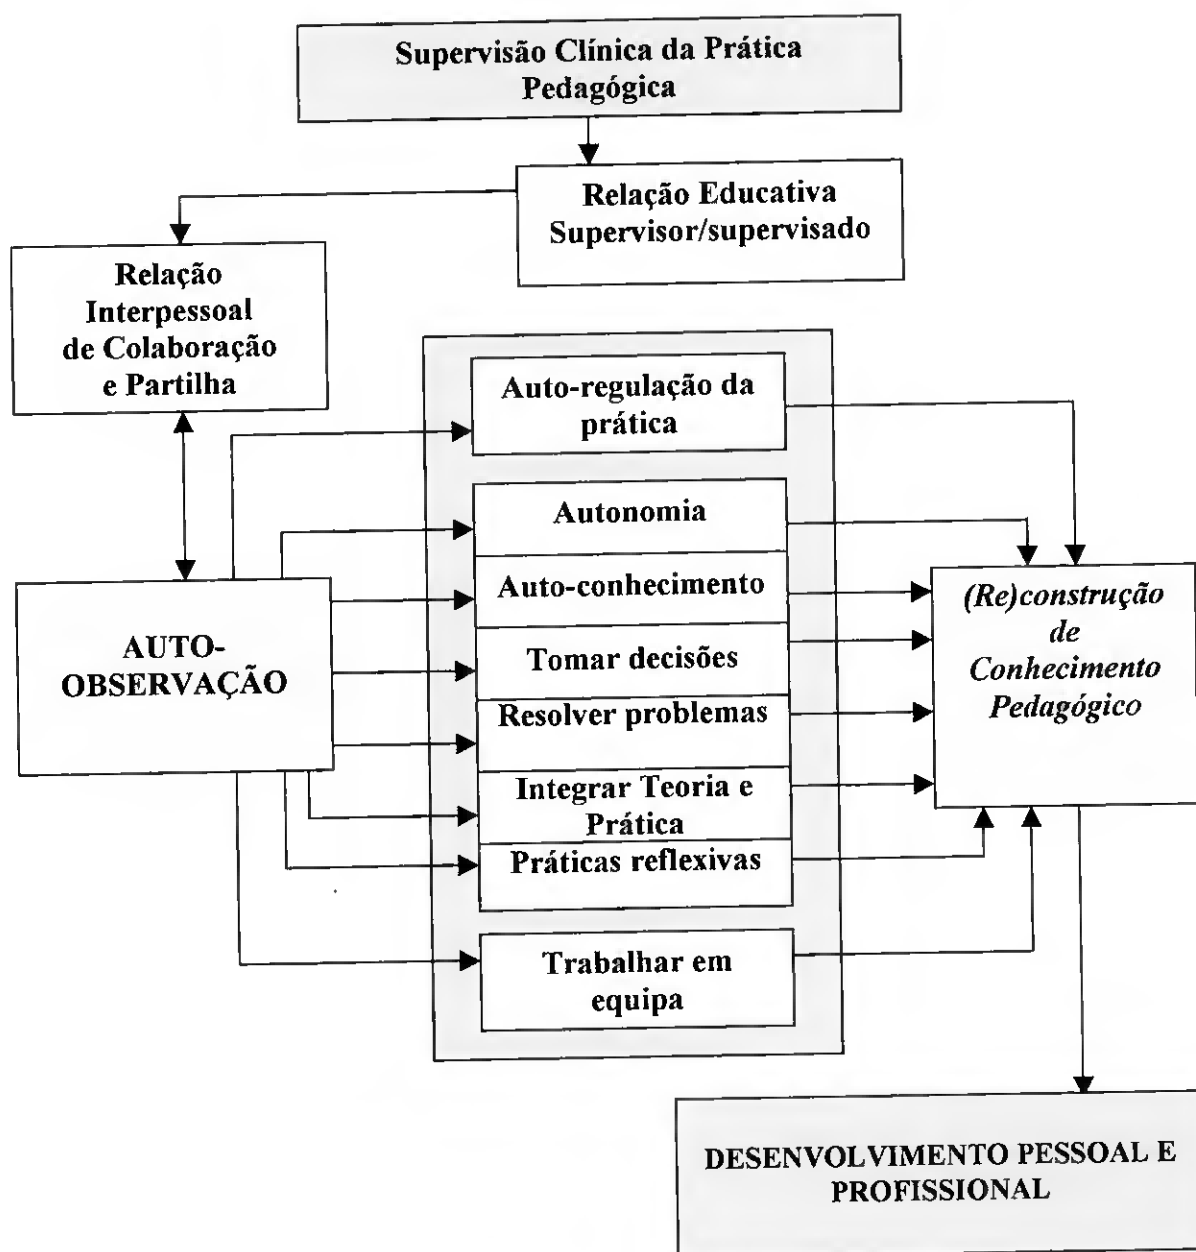 Supervisão Clínica da Prática
Pedagógica
Relação Educativa
Supervisor/supervisado
Relação
Interpessoal
de Colaboração
e Partilha
Auto-regulação da
prática
Autonomia
Auto-conhecimento
Tomar decisões
Resolver problemas
Integrar Teoria e
Prática
Práticas reflexivas
Trabalhar em
equipa
AUTO-
OBSERVAÇÃO
(Re)construção
de
Conhecimento
Pedagógico
DESENVOLVIMENTO PESSOAL E
PROFISSIONAL